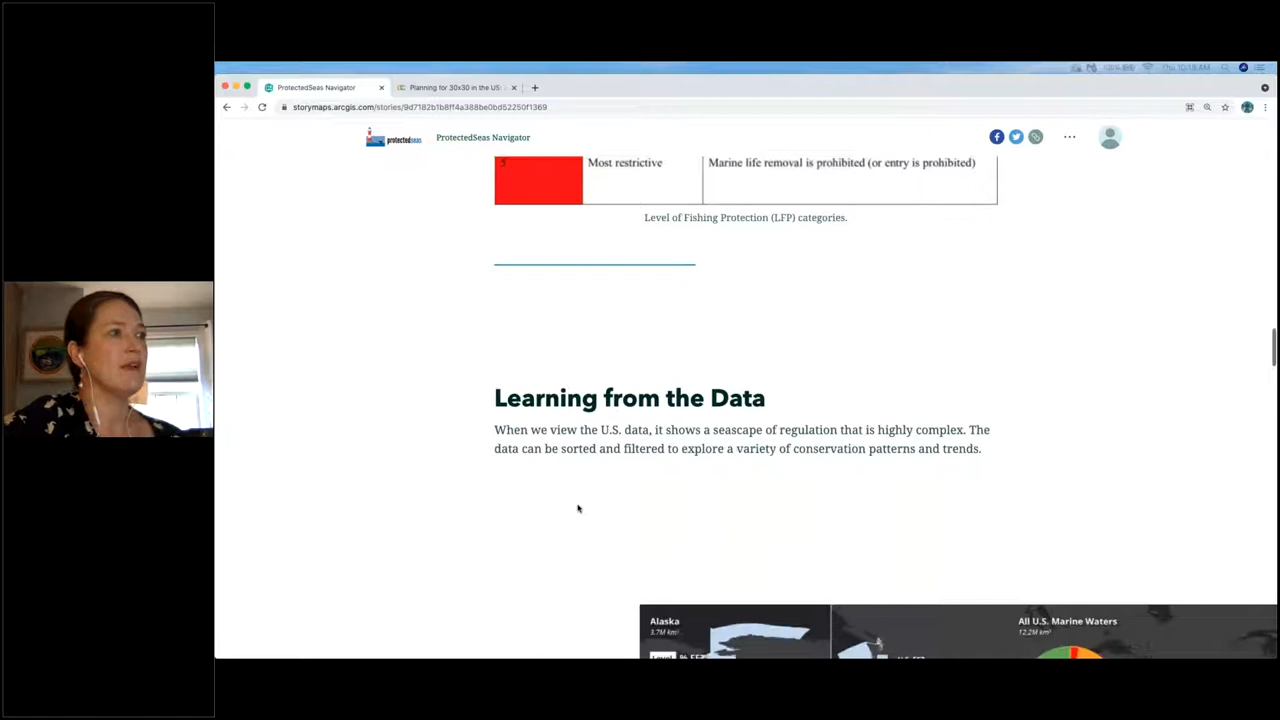 ProtectedSeas Navigator
Planning for 30x30 in the US:
storymaps.arcgis.com/stories/9d7182b1b8ff4a388be0bd52250f1369
protectedseas
ProtectedSeas Navigator
5
Most restrictive
Marine life removal is prohibited (or entry is prohibited)
Level of Fishing Protection (LFP) categories.
Learning from the Data
When we view the U.S. data, it shows a seascape of regulation that is highly complex. The
data can be sorted and filtered to explore a variety of conservation patterns and trends.
Alaska
3.7M km²
All U.S. Marine Waters
12.2M km²